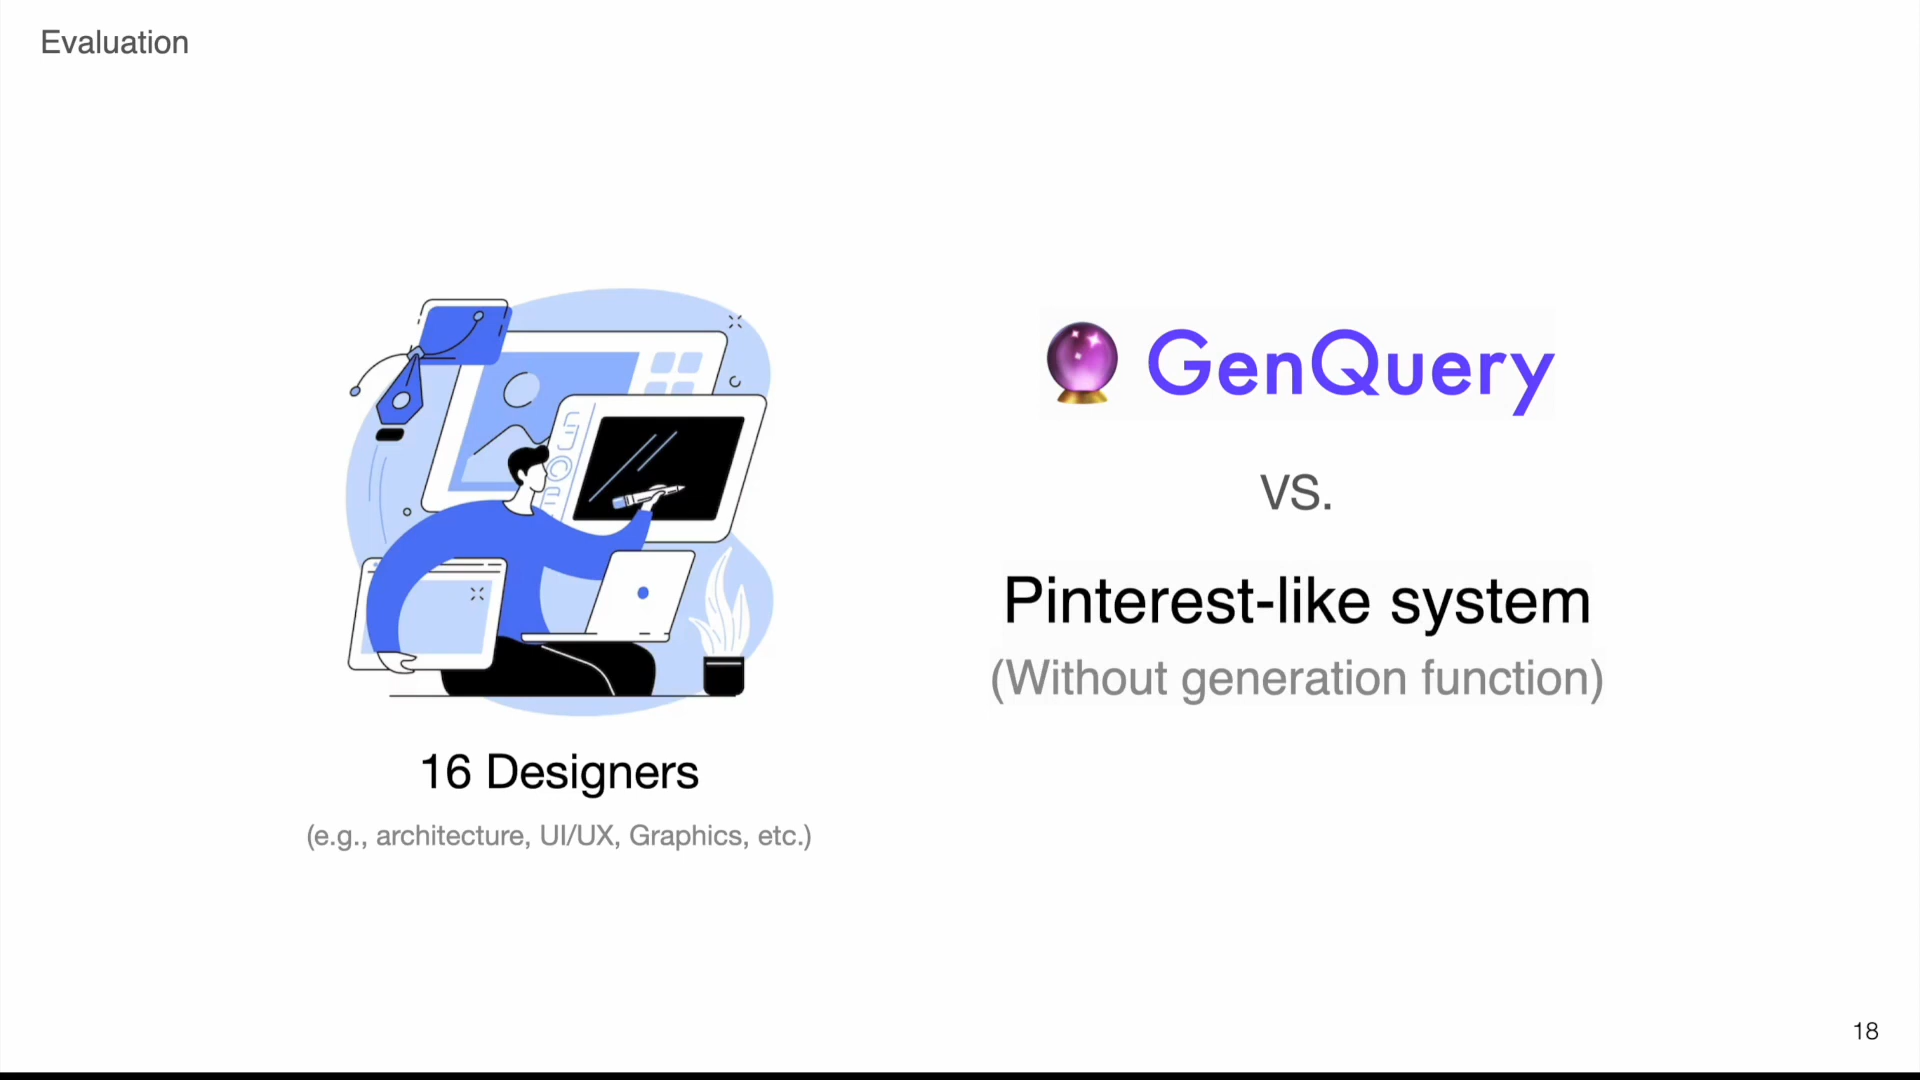 Evaluation
GenQuery
vs.
Pinterest-like system
(Without generation function)
16 Designers
(e.g., architecture, UI/UX, Graphics, etc.)
18